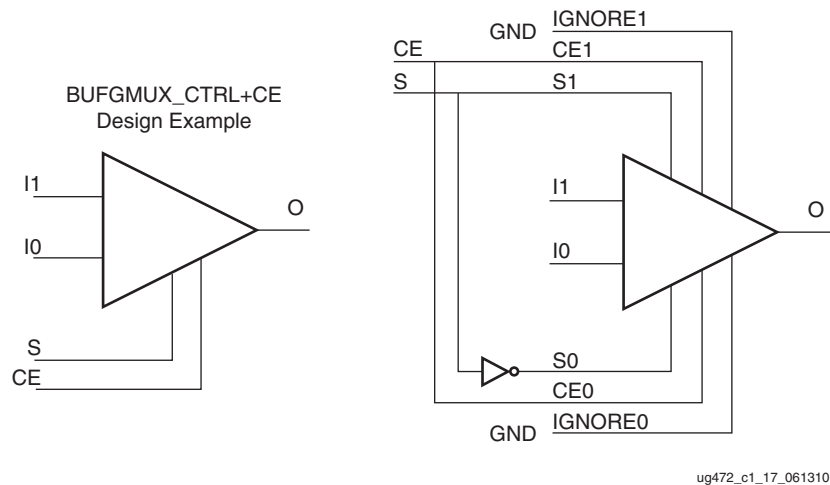 BUFGMUX_CTRL+CE
Design Example
I1
I0
O
S
CE
GND
IGNORE1
CE
CE1
S
S1
I1
I0
O
S0
CE0
GND
IGNORE0
ug472_c1_17_061310